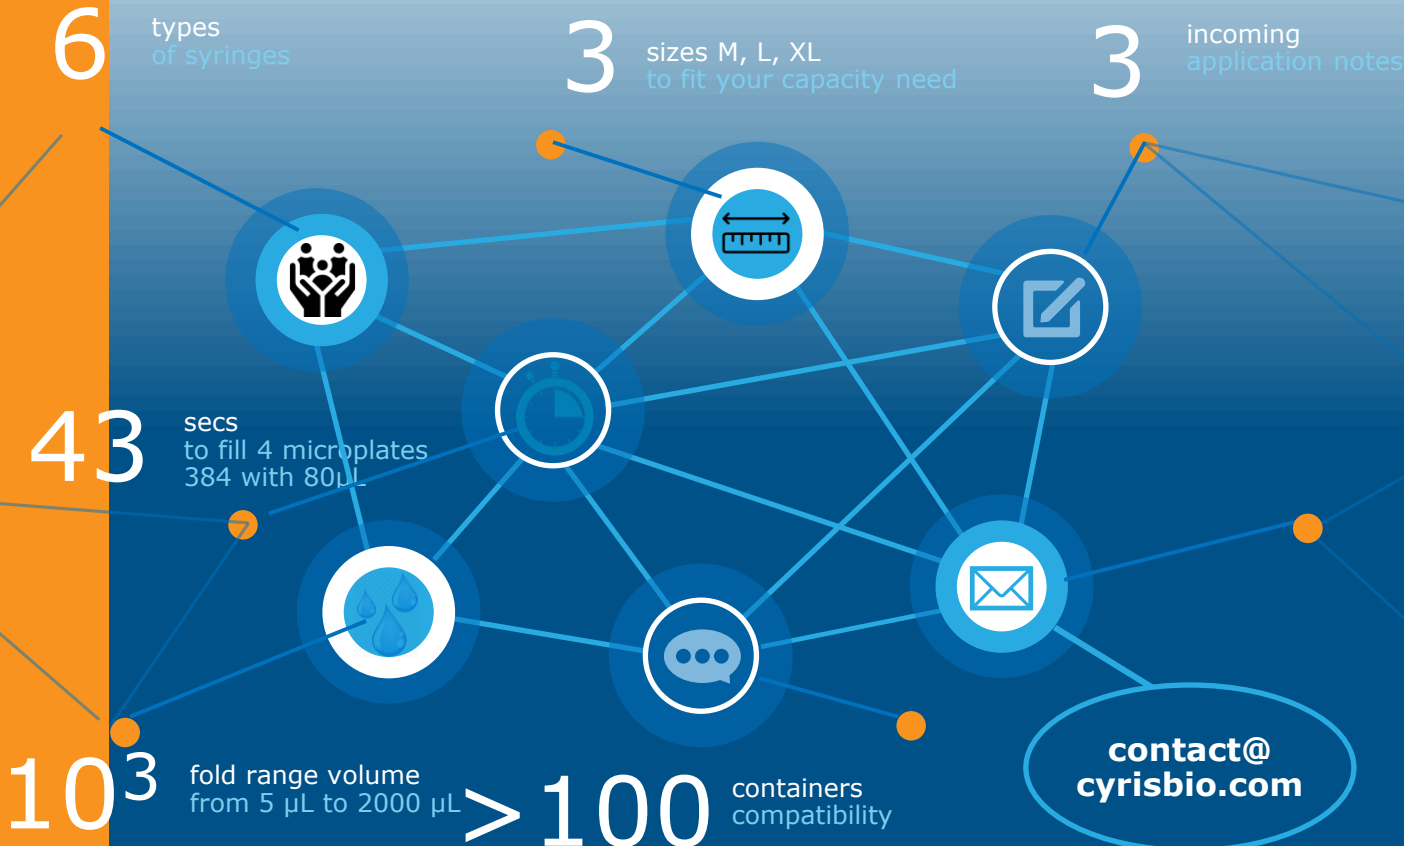 6
types
of syringes
3
sizes M, L, XL
to fit your capacity need
3
incoming
application notes
43
secs
to fill 4 microplates
384 with 80µL
10³
fold range volume
from 5 µL to 2000 µL
>100
containers
compatibility
contact@
cyrisbio.com